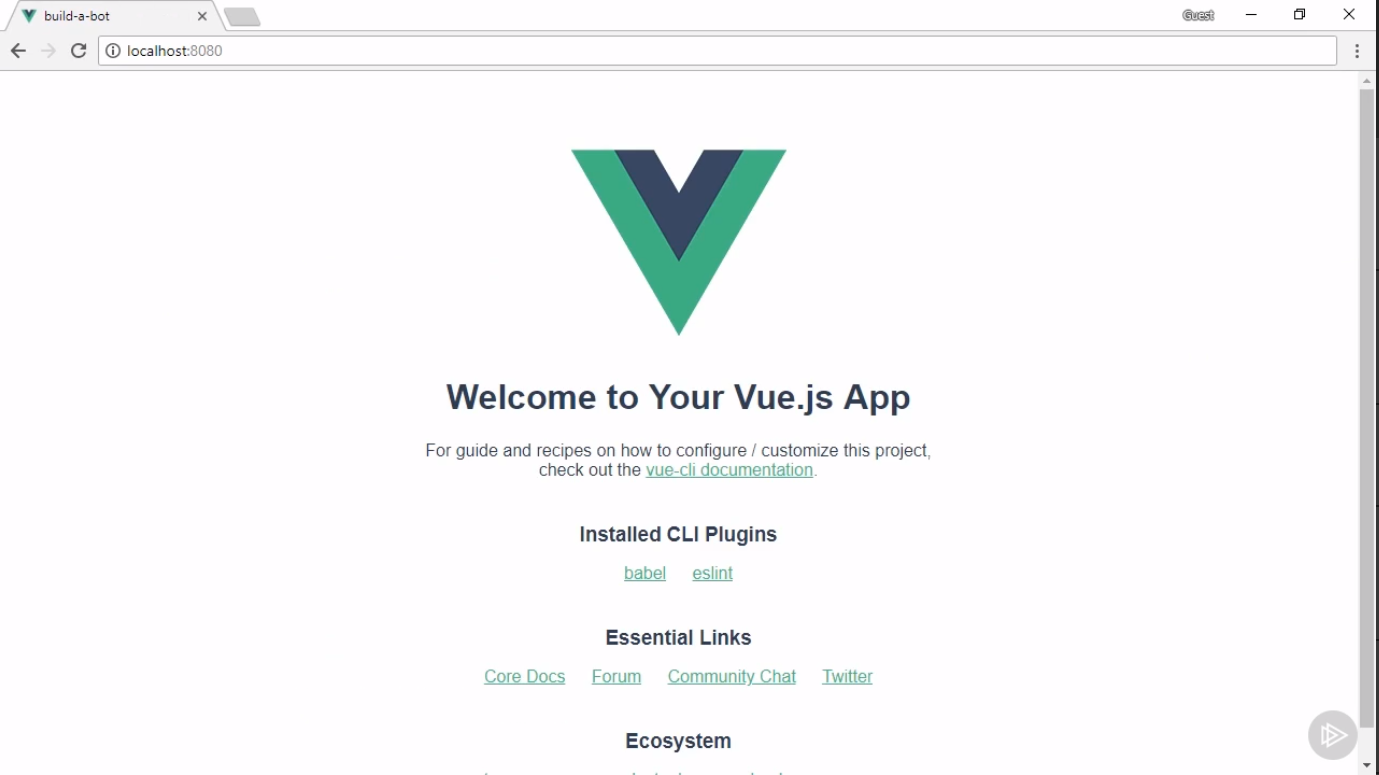 build-a-bot
Guest
localhost:8080
Welcome to Your Vue.js App
For guide and recipes on how to configure / customize this project,
check out the vue-cli documentation.
Installed CLI Plugins
babel eslint
Essential Links
Core Docs Forum Community Chat Twitter
Ecosystem